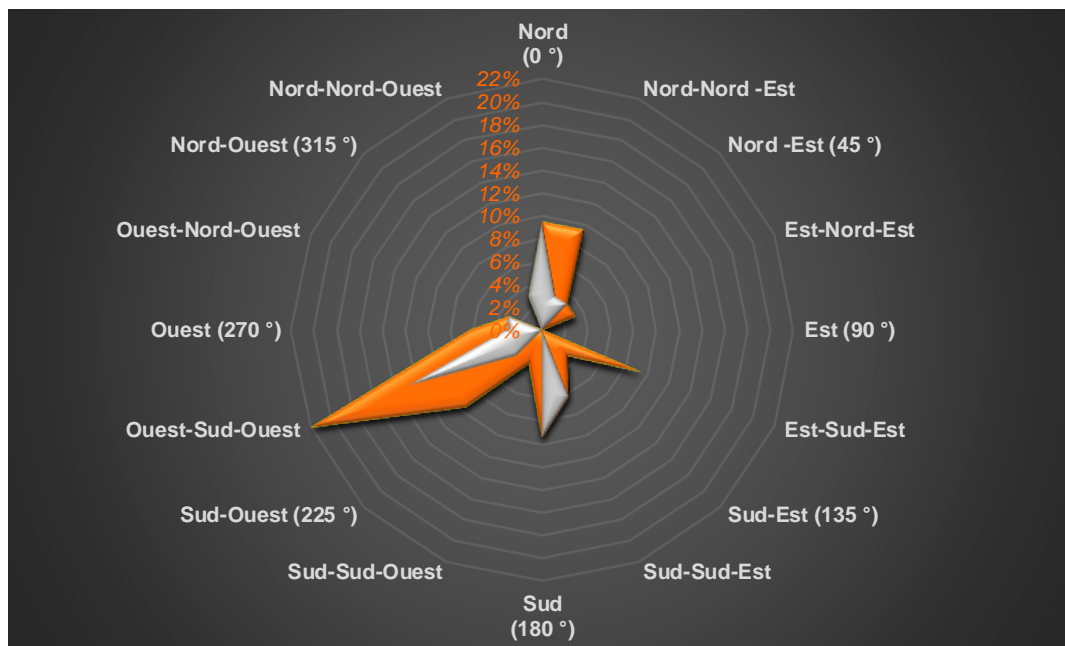 Nord
(0 °)
Nord-Nord-Ouest
22%
Nord-Nord -Est
20%
18%
Nord-Ouest (315 °)
16%
Nord -Est (45 °)
14%
12%
Ouest-Nord-Ouest
10%
Est-Nord-Est
8%
6%
4%
2%
Ouest (270 °)
0%
Est (90 °)
Ouest-Sud-Ouest
Est-Sud-Est
Sud-Ouest (225 °)
Sud-Est (135 °)
Sud-Sud-Ouest
Sud-Sud-Est
Sud
(180 °)